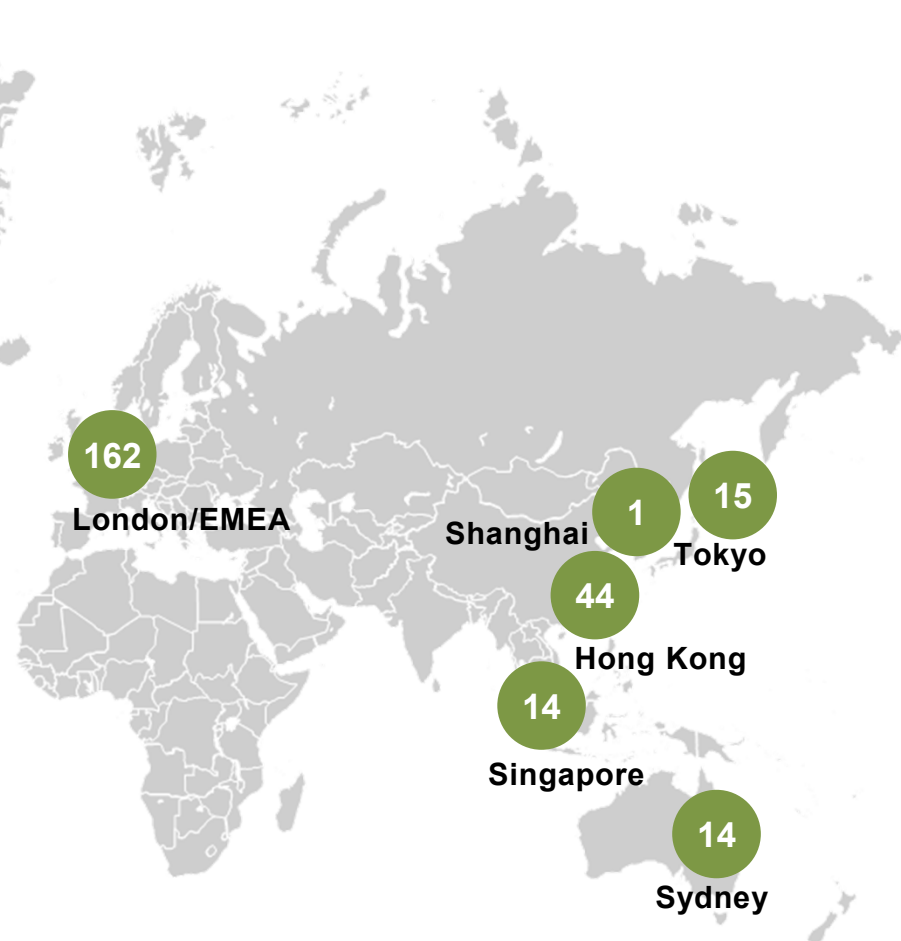 162
London/EMEA
1
Shanghai
15
Tokyo
44
Hong Kong
14
Singapore
14
Sydney